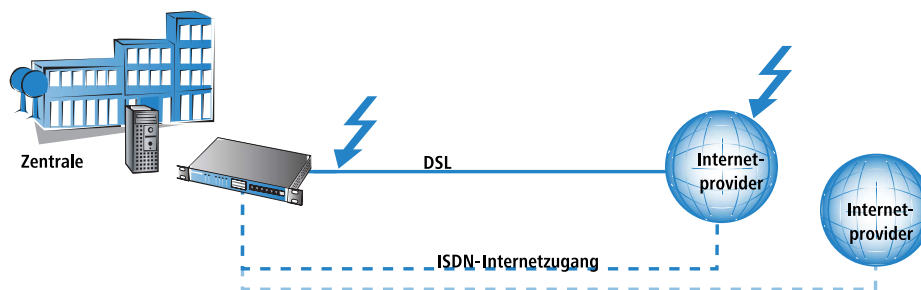 Zentrale
DSL
Internet-
provider
Internet-
provider
ISDN-Internetzugang